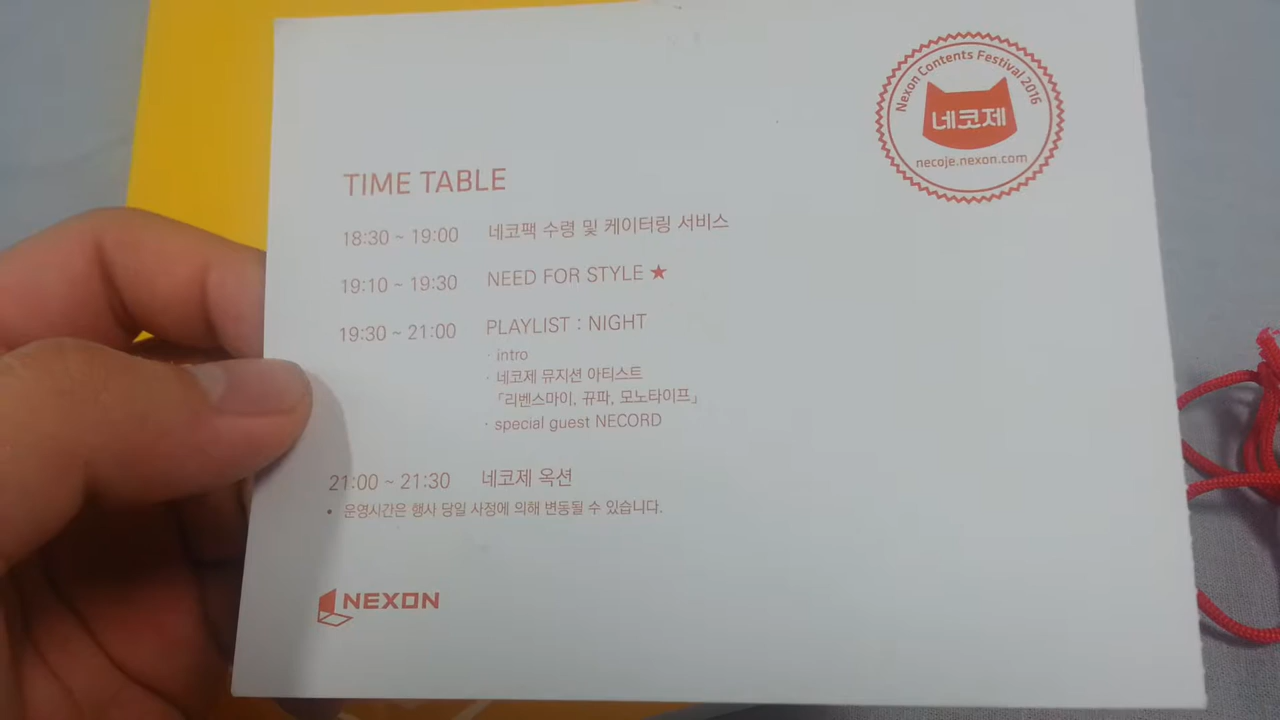 Nexon Contents Festival 2016
네코제
necoje.nexon.com
TIME TABLE
18:30 ~ 19:00 네코팩 수령 및 케이터링 서비스
19:10 ~ 19:30 NEED FOR STYLE ★
19:30 ~ 21:00 PLAYLIST : NIGHT
· intro
· 네코제 뮤지션 아티스트
「리벤스마이, 뀨파, 모노타이프」
· special guest NECORD
21:00 ~ 21:30 네코제 옥션
• 운영시간은 행사 당일 사정에 의해 변동될 수 있습니다.
NEXON